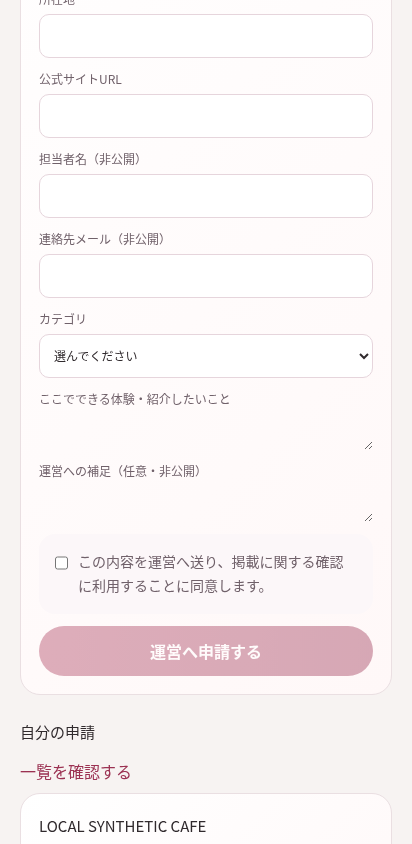 所在地
公式サイトURL
担当者名（非公開）
連絡先メール（非公開）
カテゴリ
選んでください
ここでできる体験・紹介したいこと
運営への補足（任意・非公開）
この内容を運営へ送り、掲載に関する確認
に利用することに同意します。
運営へ申請する
自分の申請
一覧を確認する
LOCAL SYNTHETIC CAFE